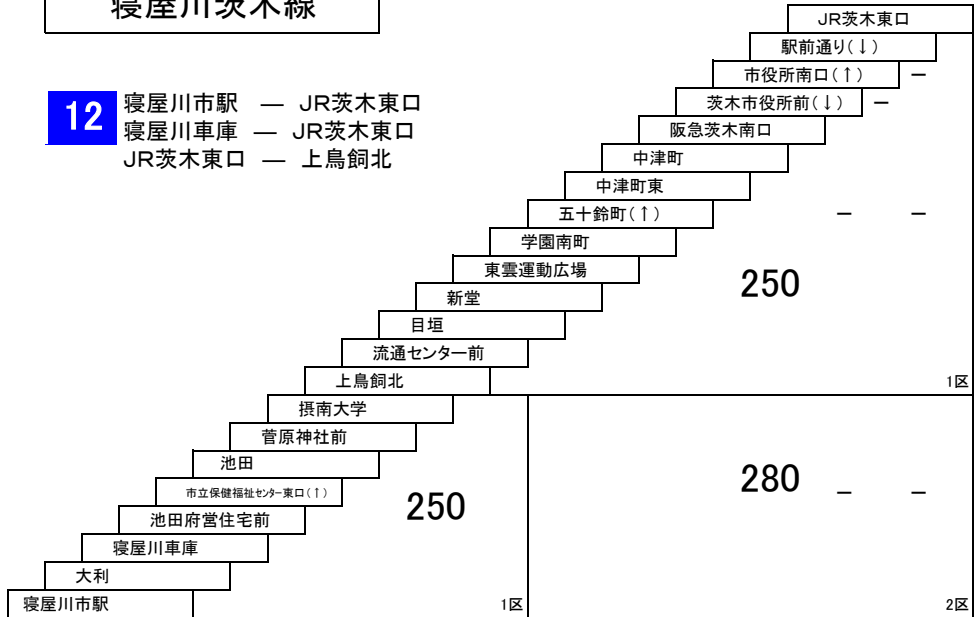 寝屋川茨木線
12
寝屋川市駅 ― JR茨木東口
寝屋川車庫 ― JR茨木東口
JR茨木東口 ― 上鳥飼北
JR茨木東口
駅前通り(↓)
市役所南口(↑) －
茨木市役所前(↓) －
阪急茨木南口
中津町
中津町東
五十鈴町(↑) － －
学園南町
東雲運動広場
250
新堂
目垣
流通センター前
上鳥飼北
1区
摂南大学
菅原神社前
池田
280 － －
市立保健福祉センター東口(↑)
250
池田府営住宅前
寝屋川車庫
大利
寝屋川市駅
1区
2区